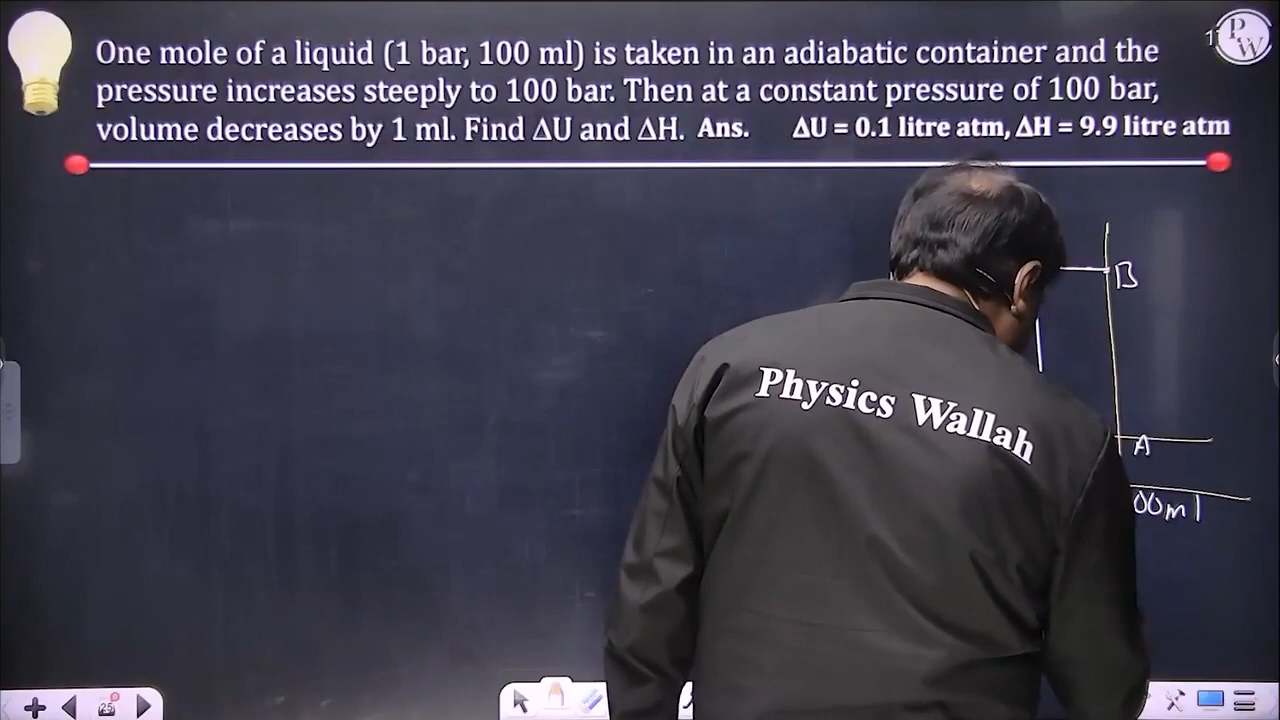 One mole of a liquid (1 bar, 100 ml) is taken in an adiabatic container and the
pressure increases steeply to 100 bar. Then at a constant pressure of 100 bar,
volume decreases by 1 ml. Find ΔU and ΔH. Ans. ΔU = 0.1 litre atm, ΔH = 9.9 litre atm
P
W
B
Physics Wallah
A
00ml
25